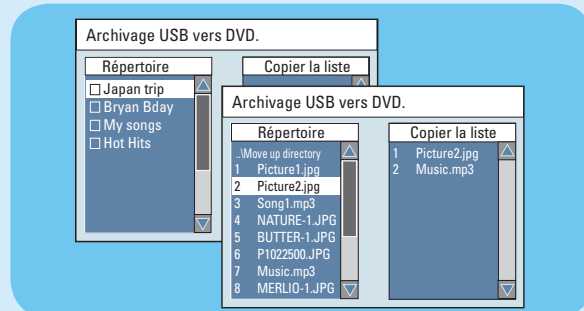 Archivage USB vers DVD.
Répertoire
Copier la liste
Japan trip
Bryan Bday
My songs
Hot Hits
Archivage USB vers DVD.
Répertoire
Copier la liste
..\Move up directory
1 Picture1.jpg
2 Picture2.jpg
3 Song1.mp3
4 NATURE-1.JPG
5 BUTTER-1.JPG
6 P1022500.JPG
7 Music.mp3
8 MERLIO-1.JPG
1 Picture2.jpg
2 Music.mp3